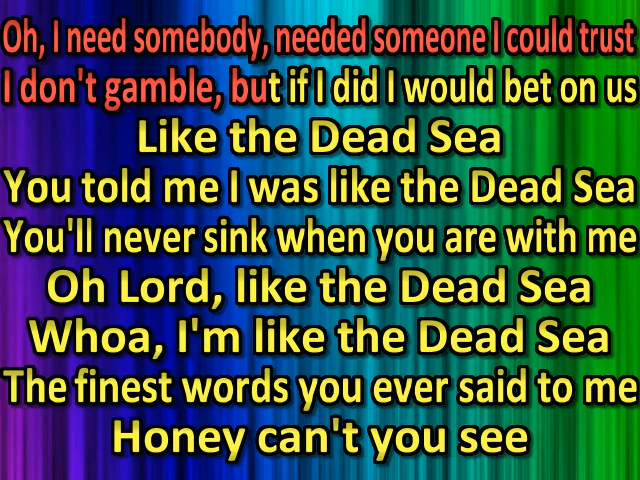 Oh, I need somebody, needed someone I could trust
I don't gamble, but if I did I would bet on us
Like the Dead Sea
You told me I was like the Dead Sea
You'll never sink when you are with me
Oh Lord, like the Dead Sea
Whoa, I'm like the Dead Sea
The finest words you ever said to me
Honey can't you see